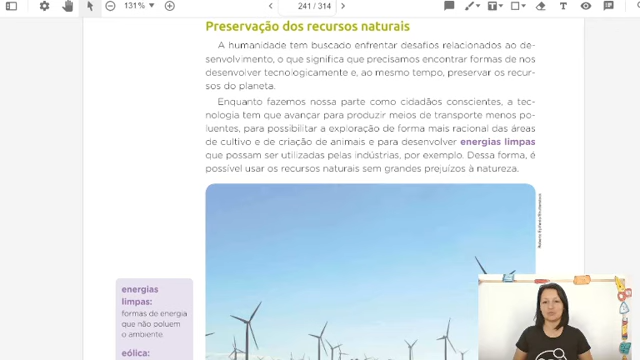 131%
241 / 314
Preservação dos recursos naturais
A humanidade tem buscado enfrentar desafios relacionados ao de-
senvolvimento, o que significa que precisamos encontrar formas de nos
desenvolver tecnologicamente e, ao mesmo tempo, preservar os recur-
sos do planeta.
Enquanto fazemos nossa parte como cidadãos conscientes, a tec-
nologia tem que avançar para produzir meios de transporte menos po-
luentes, para possibilitar a exploração de forma mais racional das áreas
de cultivo e de criação de animais e para desenvolver energias limpas
que possam ser utilizadas pelas indústrias, por exemplo. Dessa forma, é
possível usar os recursos naturais sem grandes prejuízos à natureza.
energias
limpas:
formas de energia
que não poluem
o ambiente.
eólica: